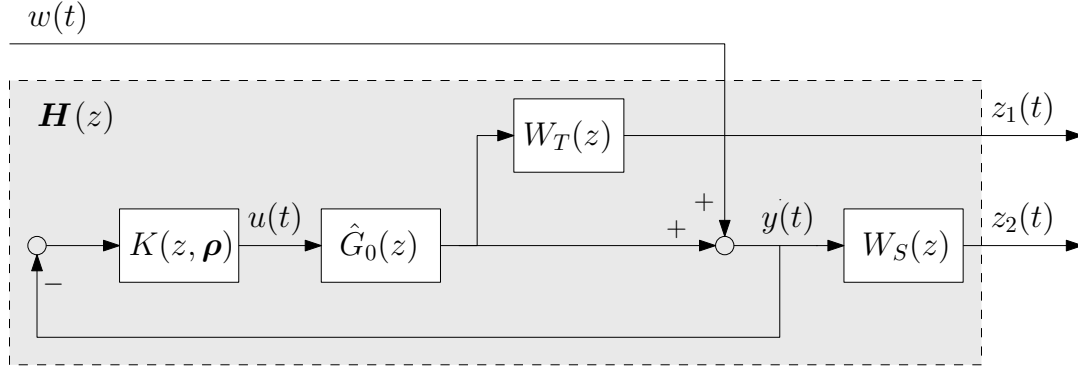 w(t)
H(z)
W_T(z)
z_1(t)
+
K(z, ρ)
u(t)
Ĝ_0(z)
+
y(t)
W_S(z)
z_2(t)
−